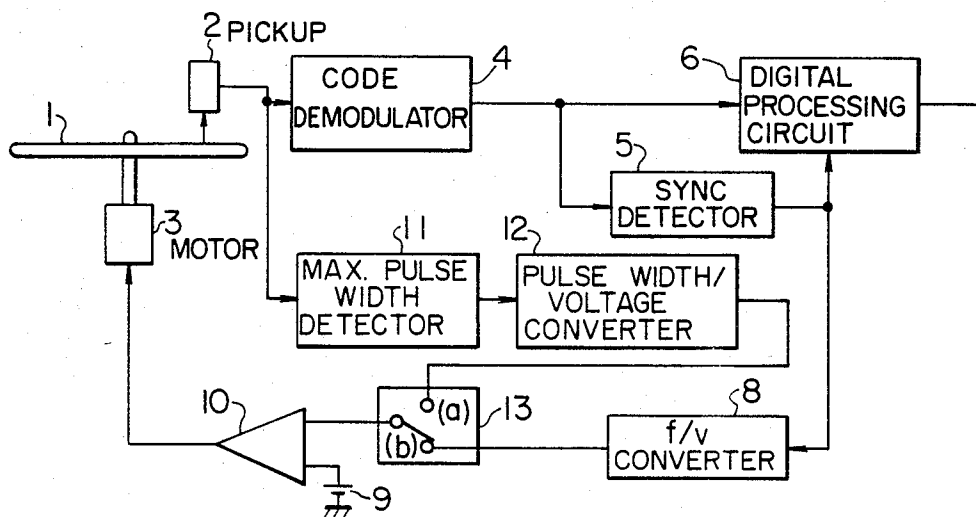 2 PICKUP
1
3
MOTOR
4
CODE
DEMODULATOR
6
DIGITAL
PROCESSING
CIRCUIT
5
SYNC
DETECTOR
11
MAX. PULSE
WIDTH
DETECTOR
12
PULSE WIDTH/
VOLTAGE
CONVERTER
10
(a)
(b)
13
8
f/v
CONVERTER
9